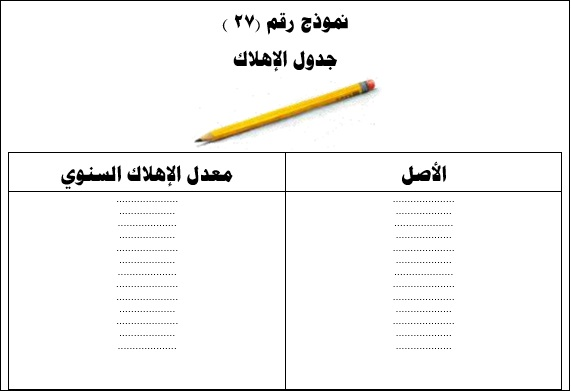 نموذج رقم (٢٧ )
جدول الإهلاك
الأصل
معدل الإهلاك السنوي